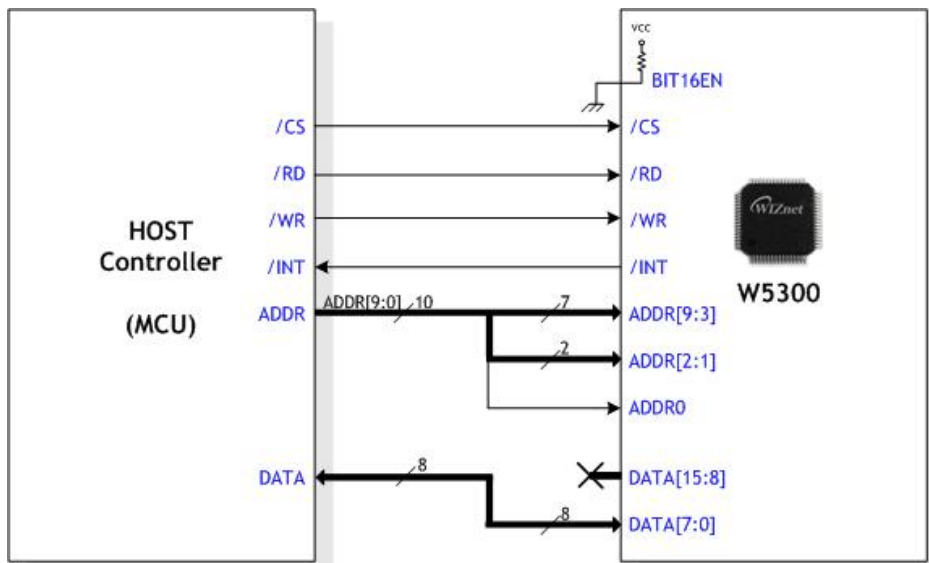 VCC
BIT16EN
/CS
/CS
/RD
/RD
/WR
/WR
HOST
Controller
(MCU)
WIZnet
W5300
/INT
/INT
ADDR
ADDR[9:0]
10
7
ADDR[9:3]
2
ADDR[2:1]
ADDR0
DATA
8
DATA[15:8]
8
DATA[7:0]